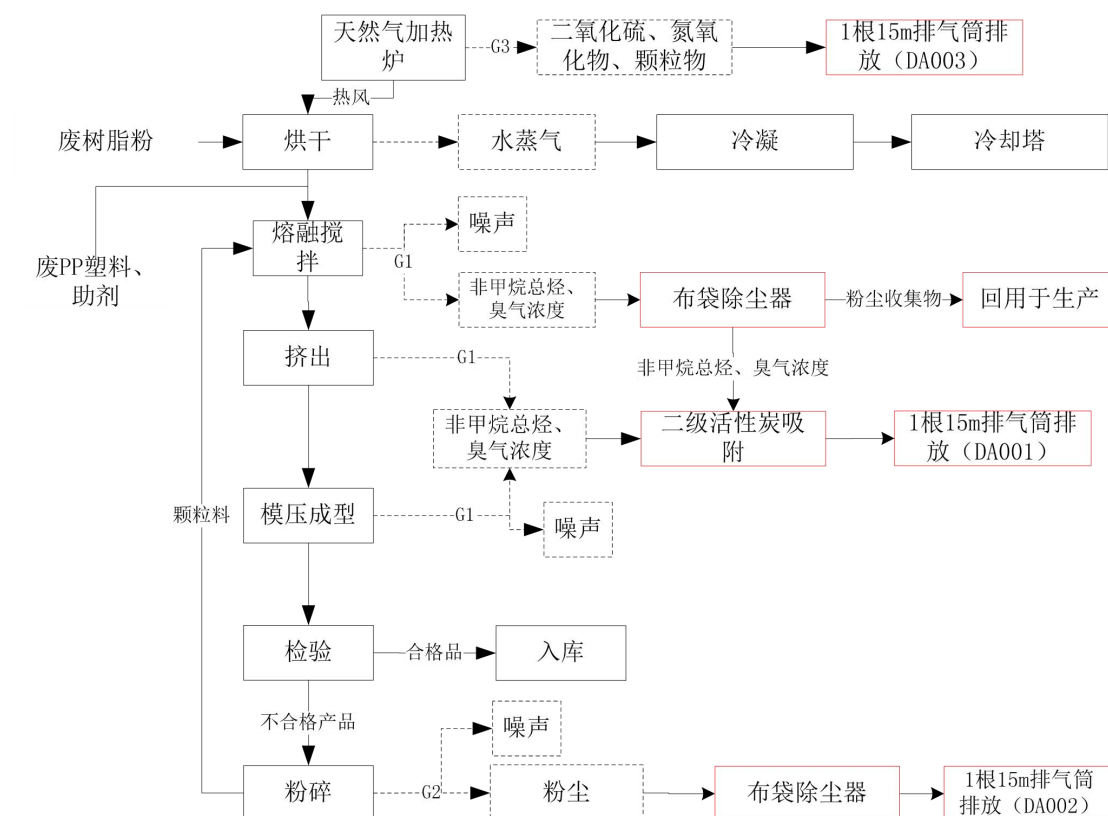 天然气加热
炉
G3
二氧化硫、氮氧
化物、颗粒物
1根15m排气筒排
放（DA003）
热风
废树脂粉
烘干
水蒸气
冷凝
冷却塔
熔融搅
拌
噪声
G1
废PP塑料、
助剂
非甲烷总烃、
臭气浓度
布袋除尘器
粉尘收集物
回用于生产
挤出
G1
非甲烷总烃、臭气浓度
非甲烷总烃、
臭气浓度
二级活性炭吸
附
1根15m排气筒排
放（DA001）
颗粒料
模压成型
G1
噪声
检验
合格品
入库
不合格产品
噪声
粉碎
G2
粉尘
布袋除尘器
1根15m排气筒
排放（DA002）